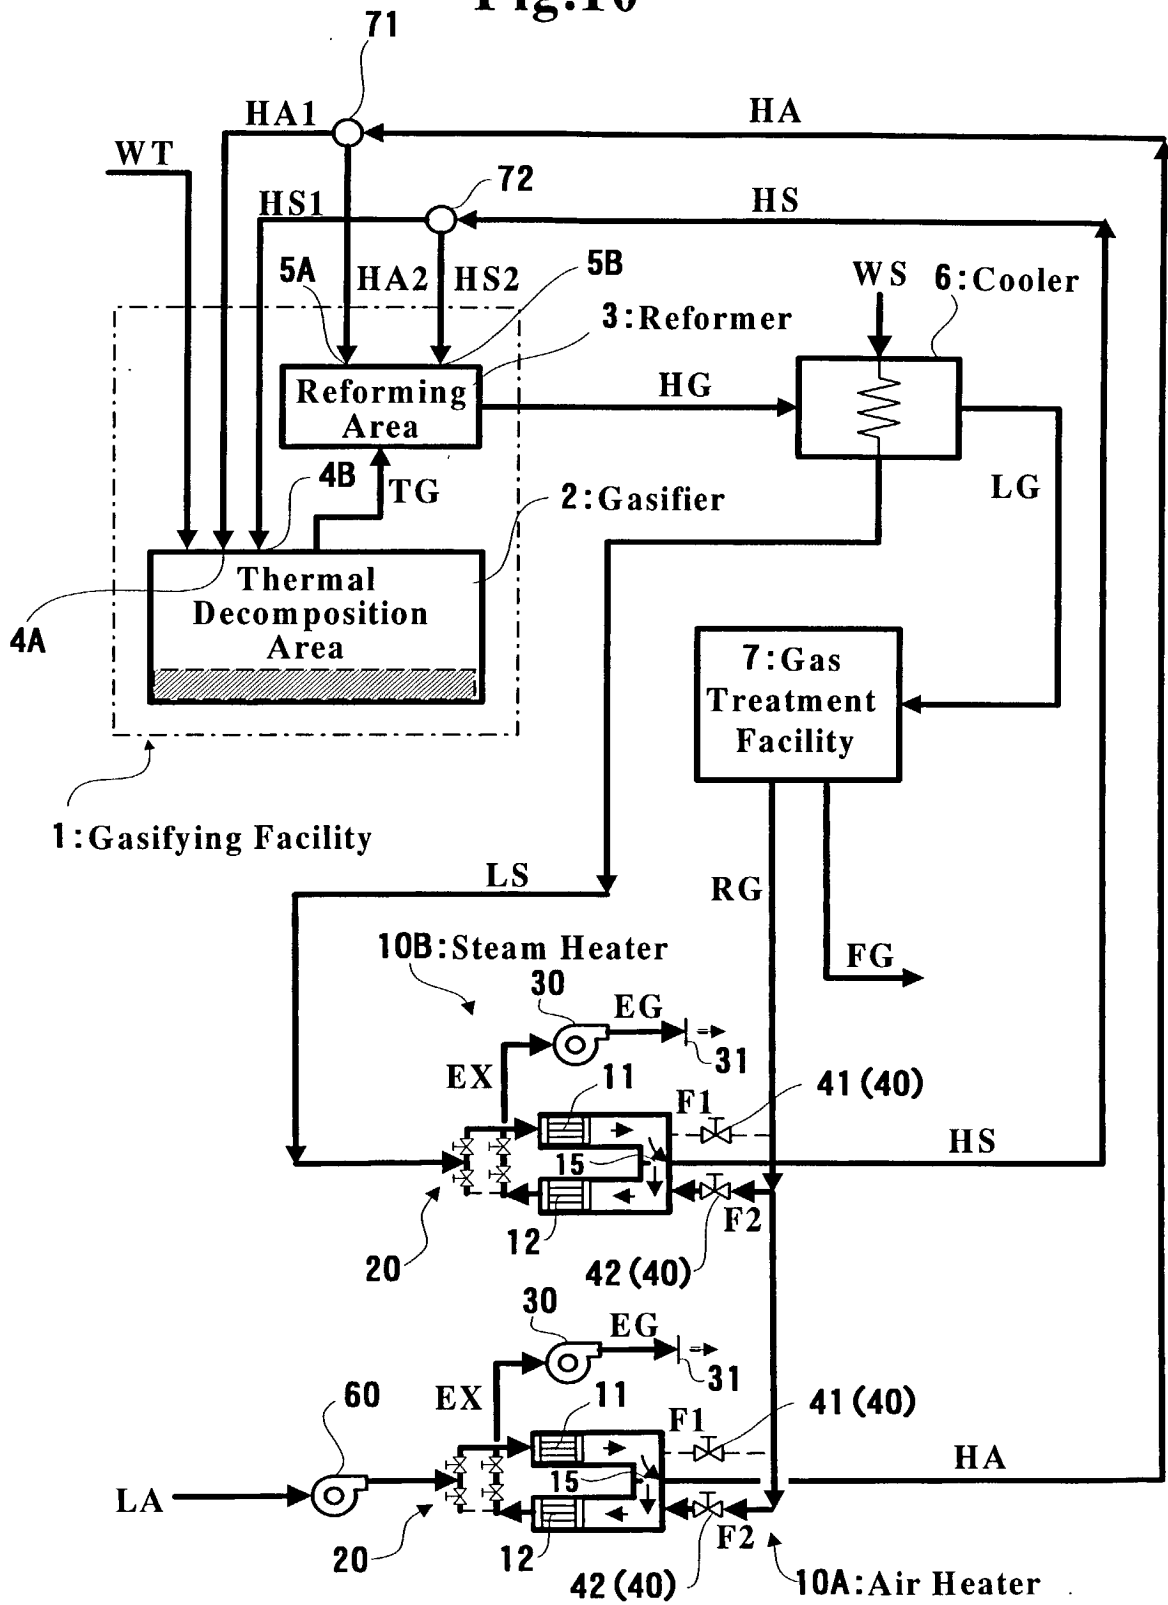 Fig.10
71
HA1
HA
WT
72
HS1
HS
5A
HA2
HS2
5B
WS
6:Cooler
3:Reformer
Reforming
Area
HG
4B
TG
2:Gasifier
LG
Thermal
Decomposition
Area
4A
7:Gas
Treatment
Facility
1:Gasifying Facility
LS
RG
10B:Steam Heater
FG
30
EG
31
EX
11
F1
41(40)
HS
15
12
F2
20
42(40)
30
EG
31
EX
11
F1
41(40)
60
HA
15
LA
12
F2
20
42(40)
10A:Air Heater